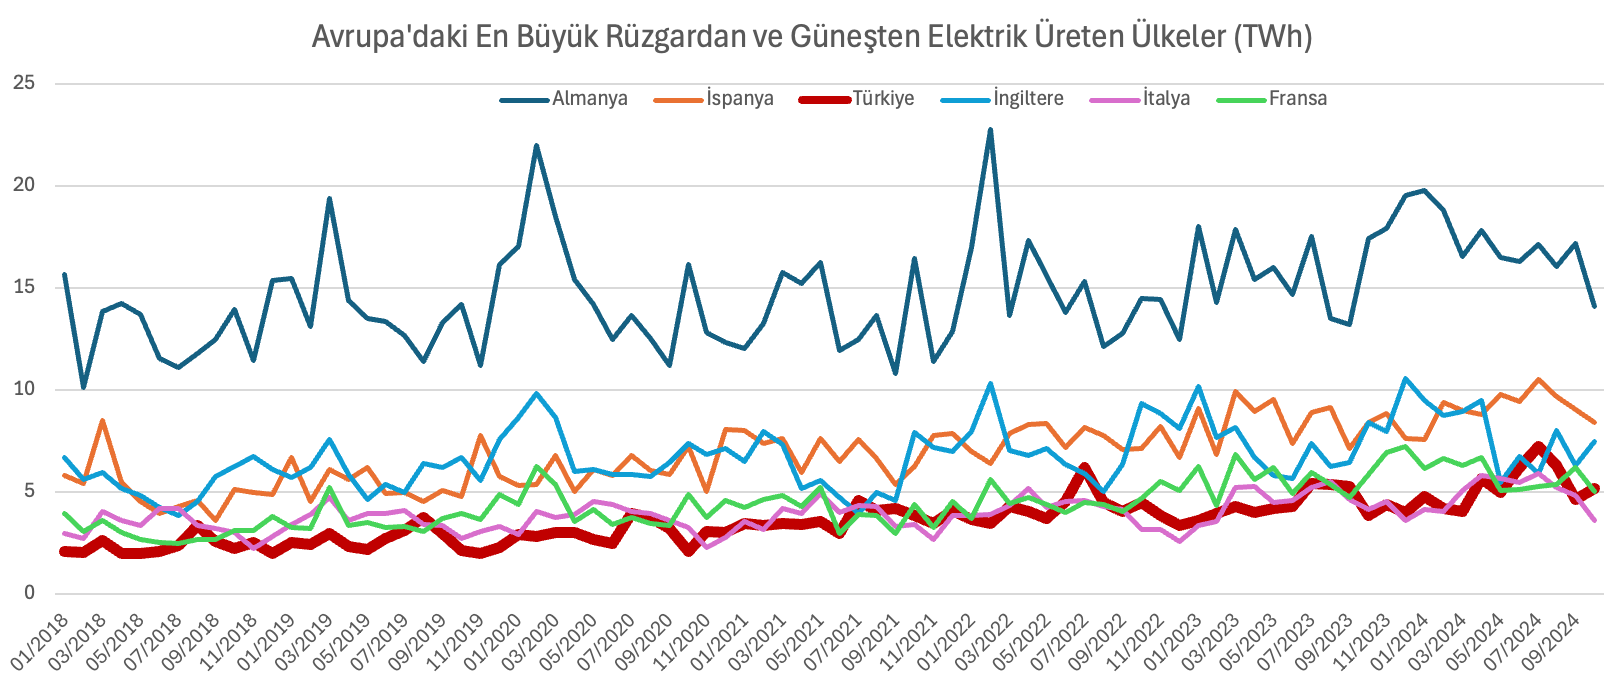 Avrupa'daki En Büyük Rüzgardan ve Güneşten Elektrik Üreten Ülkeler (TWh)
25
Almanya İspanya Türkiye İngiltere İtalya Fransa
20
15
10
5
0
01/2018 03/2018 05/2018 07/2018 09/2018 11/2018 01/2019 03/2019 05/2019 07/2019 09/2019 11/2019 01/2020 03/2020 05/2020 07/2020 09/2020 11/2020 01/2021 03/2021 05/2021 07/2021 09/2021 11/2021 01/2022 03/2022 05/2022 07/2022 09/2022 11/2022 01/2023 03/2023 05/2023 07/2023 09/2023 11/2023 01/2024 03/2024 05/2024 07/2024 09/2024